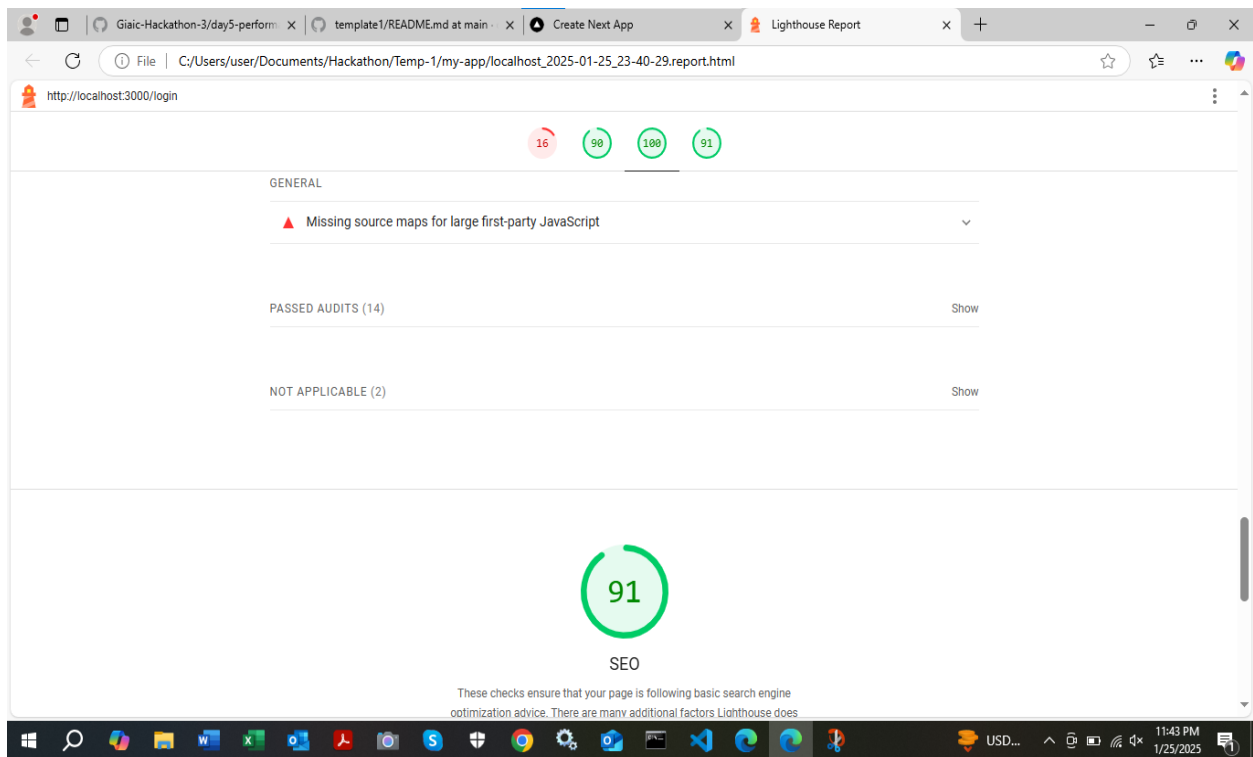 Giaic-Hackathon-3/day5-perform
template1/README.md at main ·
Create Next App
Lighthouse Report
File
C:/Users/user/Documents/Hackathon/Temp-1/my-app/localhost_2025-01-25_23-40-29.report.html
http://localhost:3000/login
16 90 100 91
GENERAL
Missing source maps for large first-party JavaScript
PASSED AUDITS (14) Show
NOT APPLICABLE (2) Show
91
SEO
These checks ensure that your page is following basic search engine
optimization advice. There are many additional factors Lighthouse does
USD...
11:43 PM
1/25/2025
1